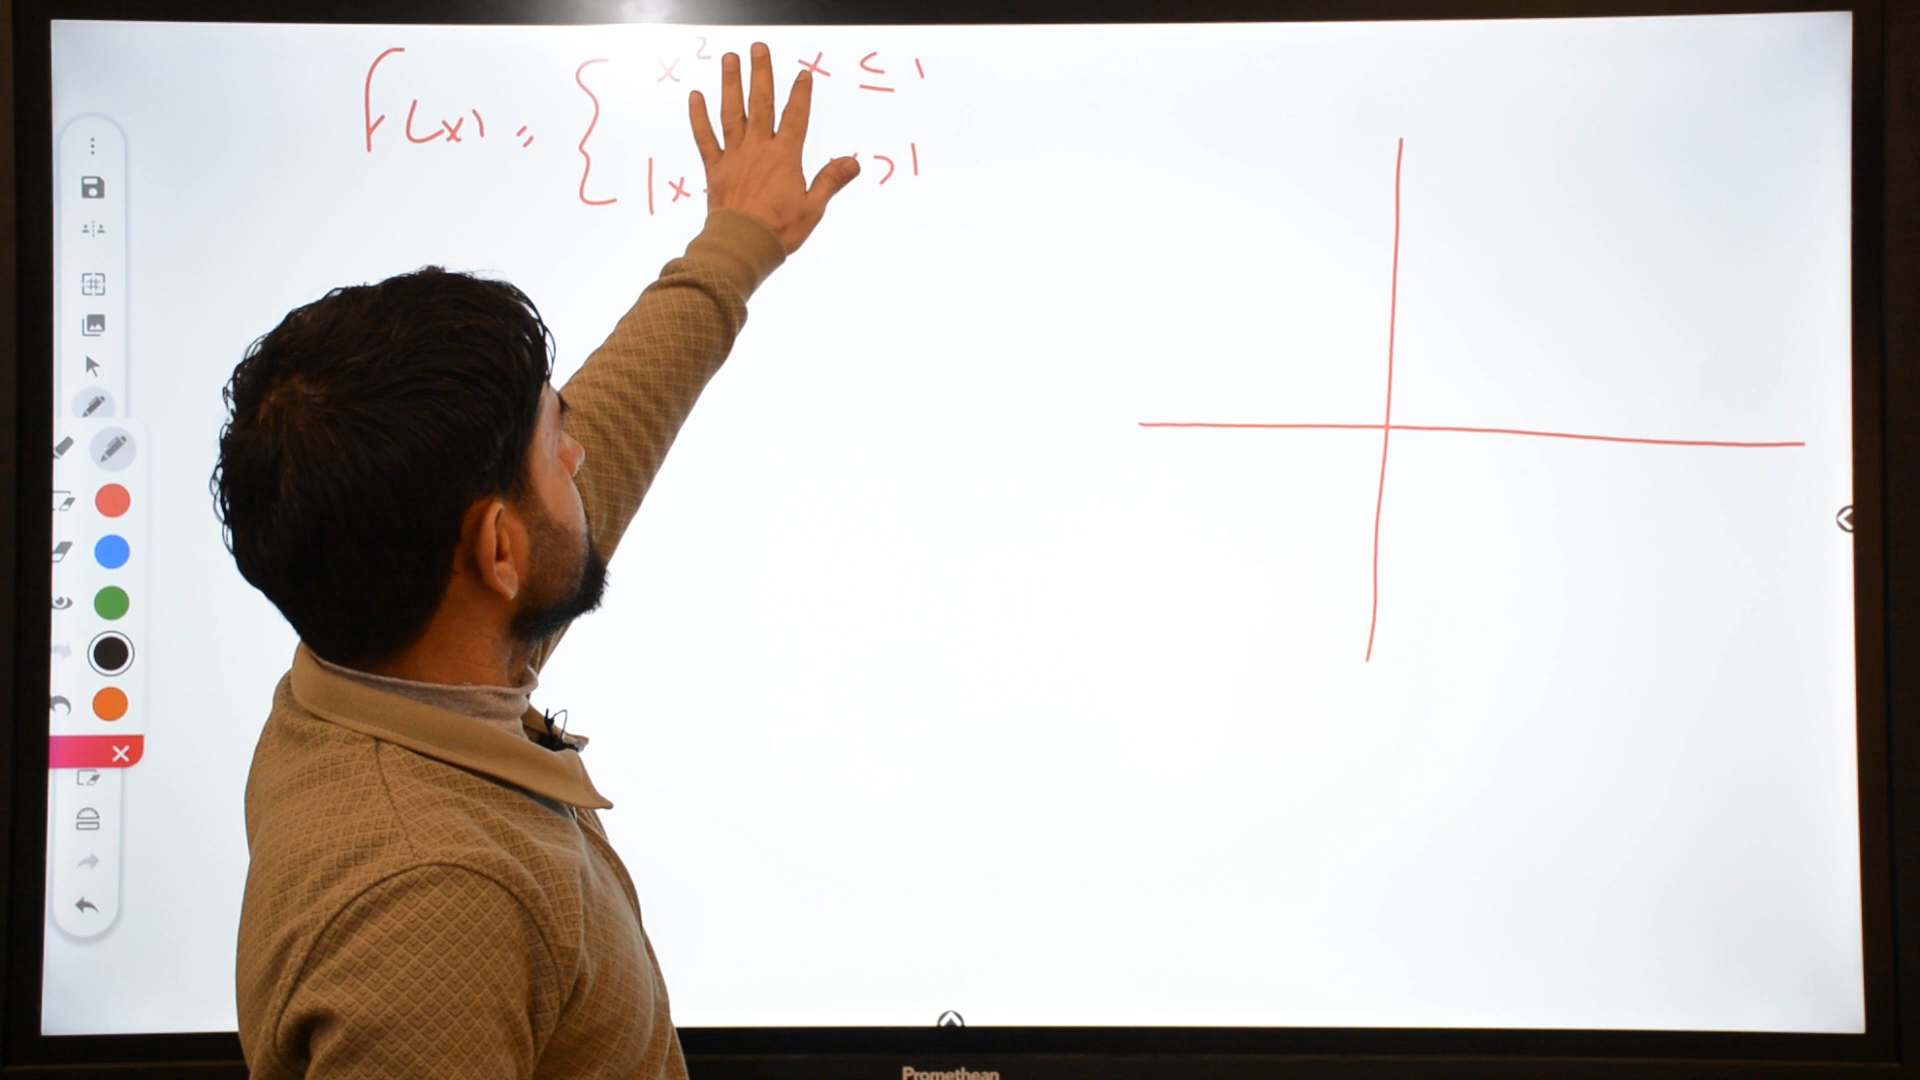 f(x) = { x² x ≤ 1
|x >1
Promethean